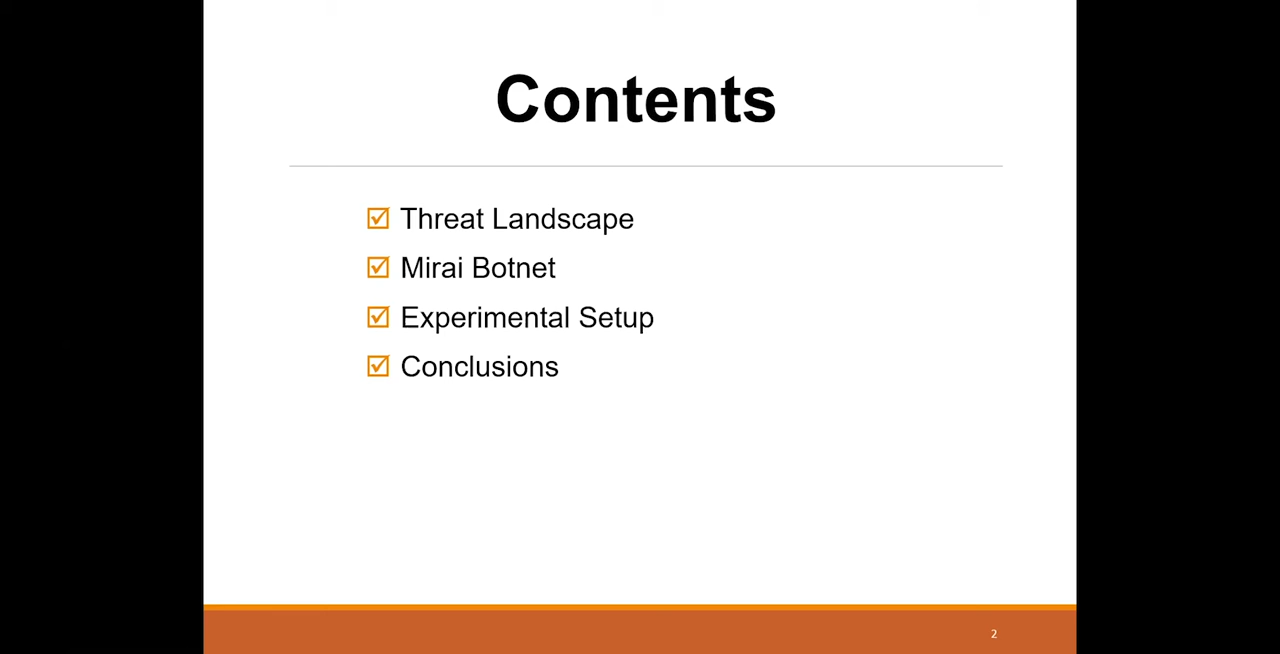 Contents
Threat Landscape
Mirai Botnet
Experimental Setup
Conclusions
2